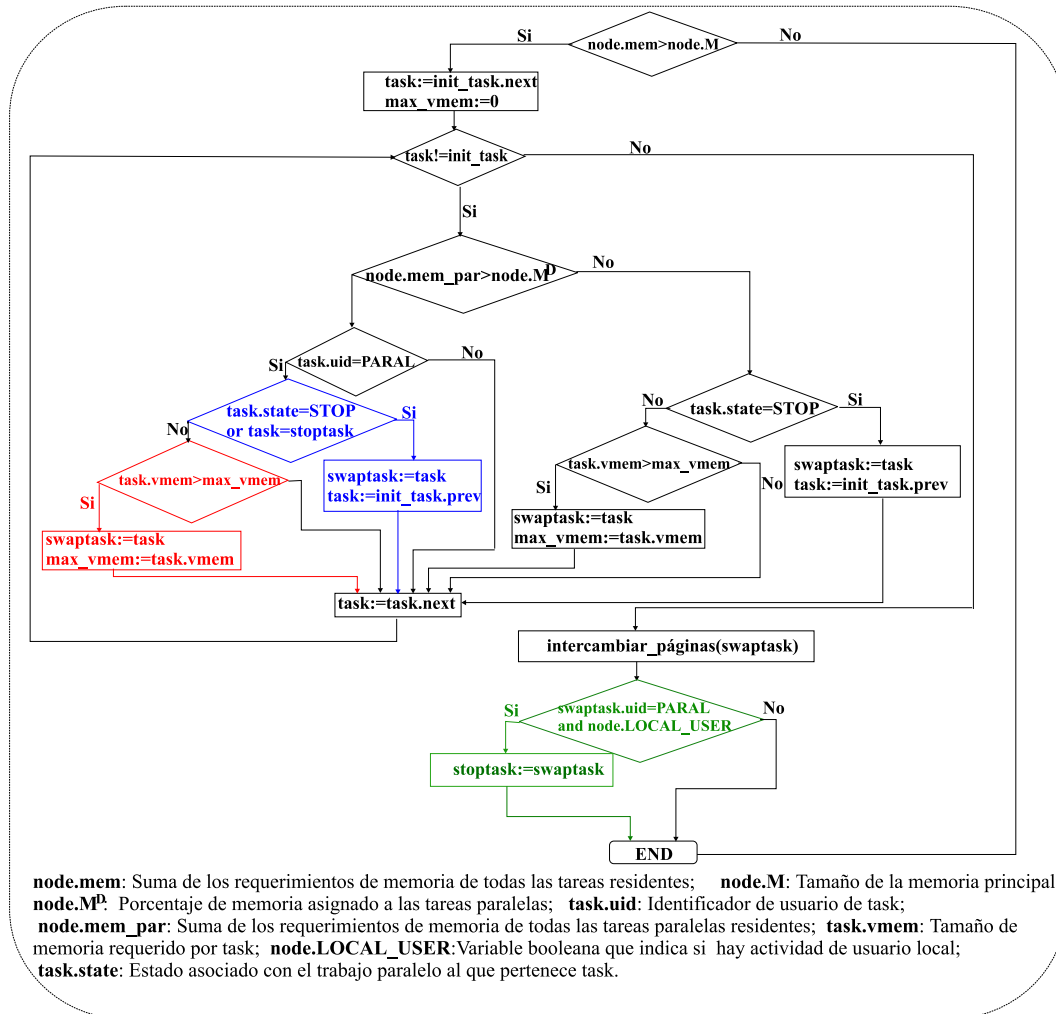 node.mem>node.M
Si
No
task:=init_task.next
max_vmem:=0
task!=init_task
No
Si
node.mem_par>node.M^D
No
task.uid=PARAL
No
Si
task.state=STOP
or task=stoptask
Si
No
task.state=STOP
Si
No
task.vmem>max_vmem
Si
swaptask:=task
task:=init_task.prev
task.vmem>max_vmem
No
Si
swaptask:=task
task:=init_task.prev
swaptask:=task
max_vmem:=task.vmem
swaptask:=task
max_vmem:=task.vmem
task:=task.next
intercambiar_páginas(swaptask)
swaptask.uid=PARAL
and node.LOCAL_USER
Si
No
stoptask:=swaptask
END
node.mem: Suma de los requerimientos de memoria de todas las tareas residentes; node.M: Tamaño de la memoria principal
node.M^D: Porcentaje de memoria asignado a las tareas paralelas; task.uid: Identificador de usuario de task;
node.mem_par: Suma de los requerimientos de memoria de todas las tareas paralelas residentes; task.vmem: Tamaño de
memoria requerido por task; node.LOCAL_USER:Variable booleana que indica si hay actividad de usuario local;
task.state: Estado asociado con el trabajo paralelo al que pertenece task.